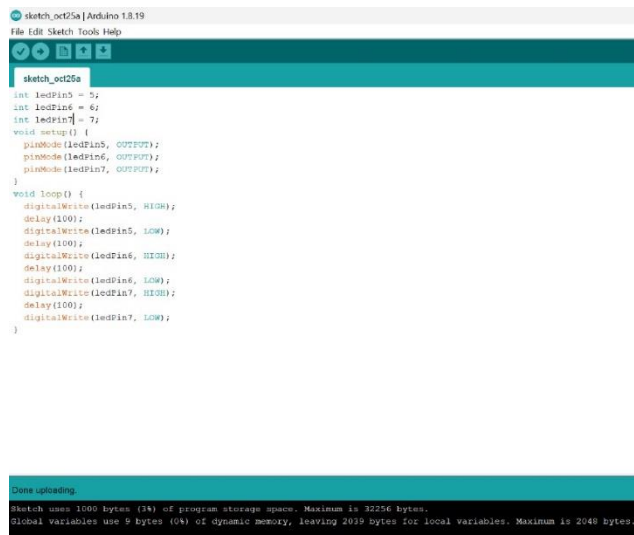 sketch_oct25a | Arduino 1.8.19
File Edit Sketch Tools Help
sketch_oct25a
int ledPin5 = 5;
int ledPin6 = 6;
int ledPin7 = 7;
void setup() {
  pinMode(ledPin5, OUTPUT);
  pinMode(ledPin6, OUTPUT);
  pinMode(ledPin7, OUTPUT);
}
void loop() {
  digitalWrite(ledPin5, HIGH);
  delay(100);
  digitalWrite(ledPin5, LOW);
  delay(100);
  digitalWrite(ledPin6, HIGH);
  delay(100);
  digitalWrite(ledPin6, LOW);
  digitalWrite(ledPin7, HIGH);
  delay(100);
  digitalWrite(ledPin7, LOW);
}
Done uploading.
Sketch uses 1000 bytes (3%) of program storage space. Maximum is 32256 bytes.
Global variables use 9 bytes (0%) of dynamic memory, leaving 2039 bytes for local variables. Maximum is 2048 bytes.